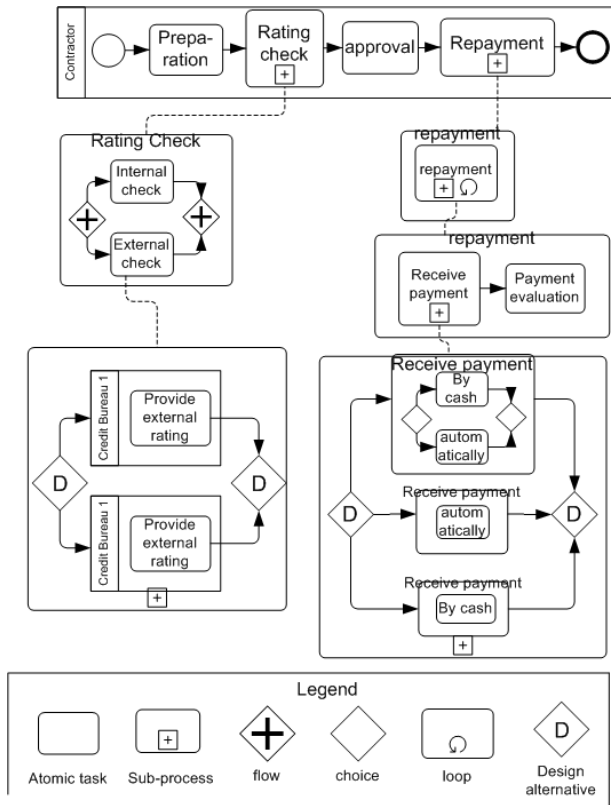 Contractor
Prepa-
ration
Rating
check
approval
Repayment
Rating Check
Internal
check
External
check
repayment
repayment
repayment
Receive
payment
Payment
evaluation
Credit Bureau 1
Provide
external
rating
D
D
Credit Bureau 1
Provide
external
rating
Receive payment
By
cash
autom
atically
Receive payment
autom
atically
D
D
Receive payment
By cash
Legend
D
Atomic task
Sub-process
flow
choice
loop
Design
alternative